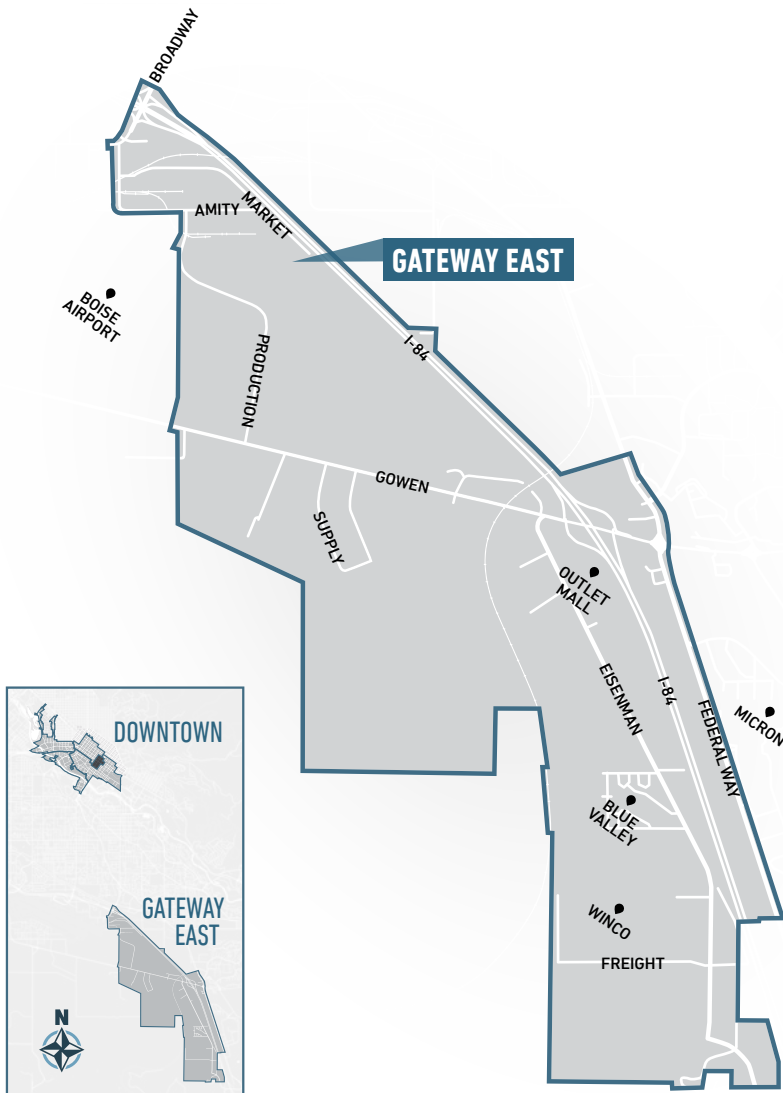 BROADWAY
AMITY
MARKET
GATEWAY EAST
BOISE
AIRPORT
I-84
PRODUCTION
GOWEN
SUPPLY
OUTLET
MALL
EISENMAN
I-84
FEDERAL WAY
MICRON
BLUE
VALLEY
WINCO
FREIGHT
DOWNTOWN
GATEWAY
EAST
N